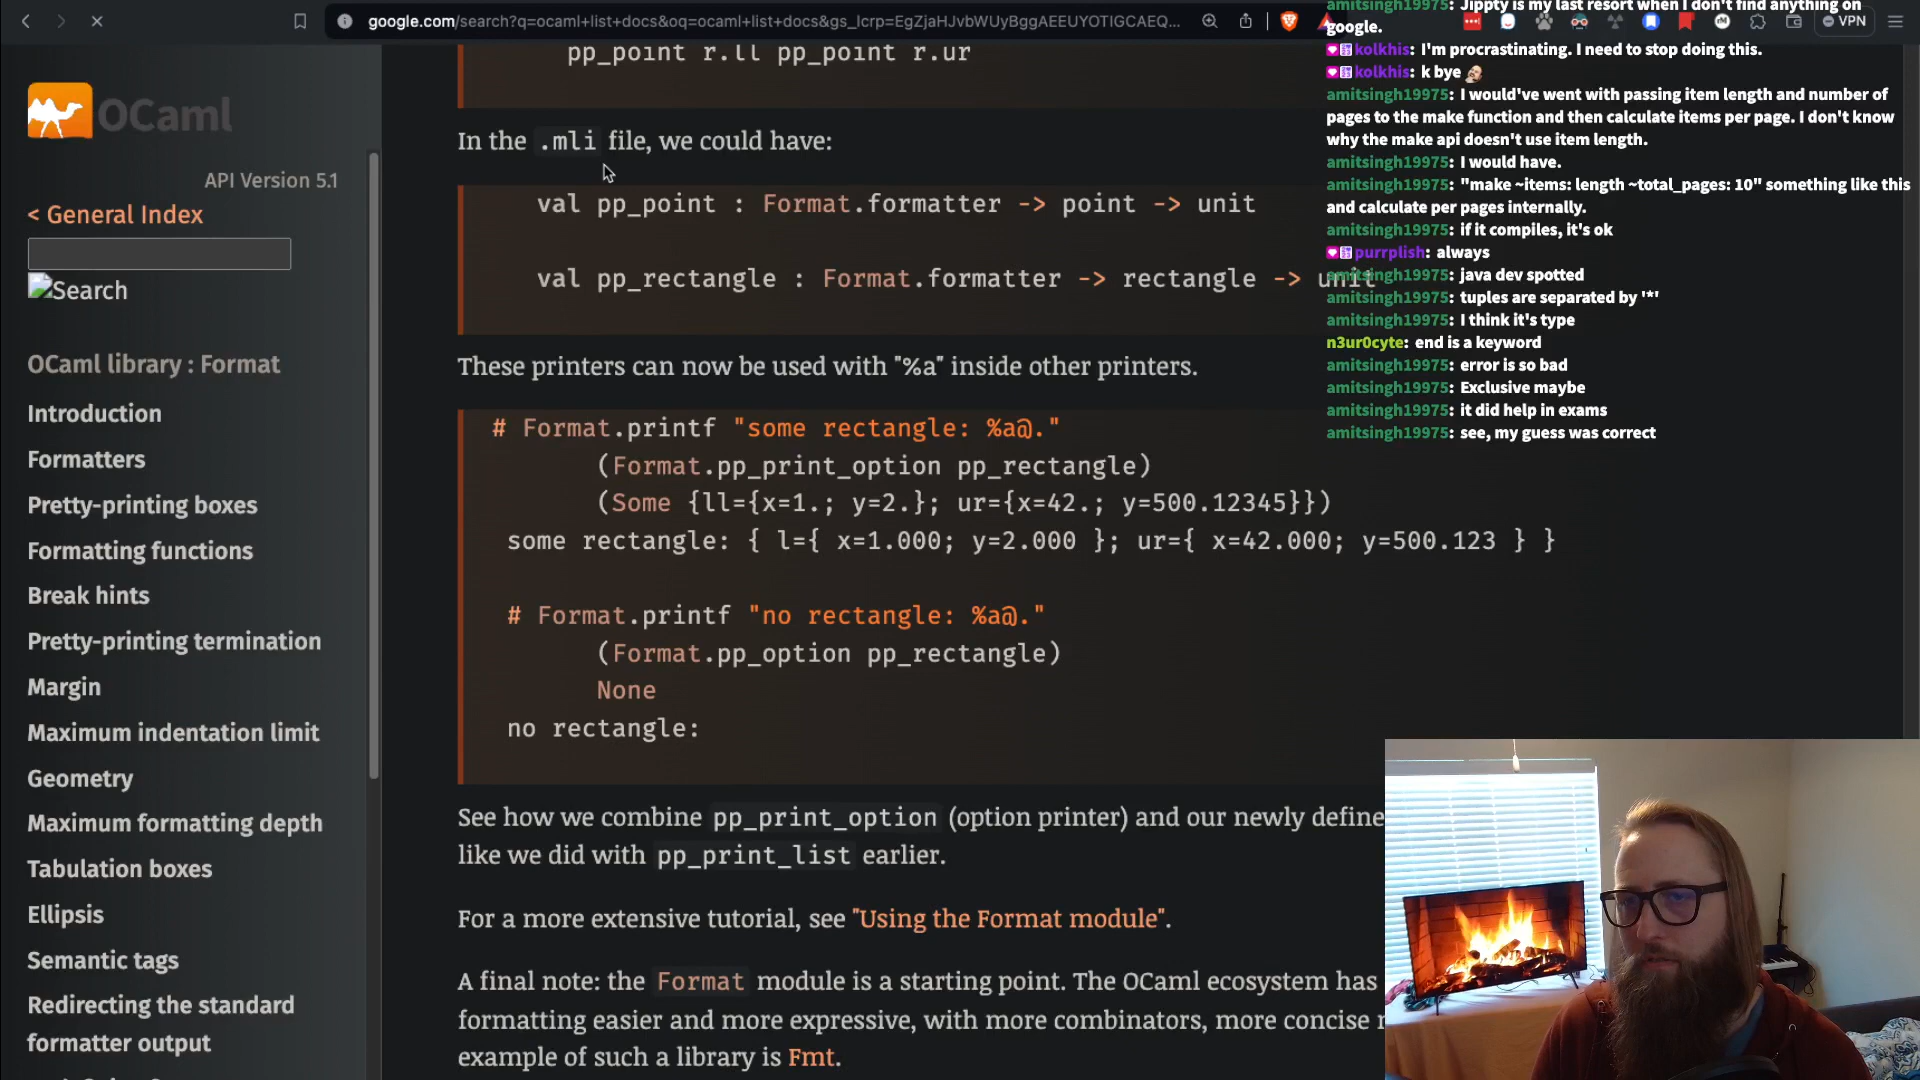 google.com/search?q=ocaml+list+docs&oq=ocaml+list+docs&gs_lcrp=EgZjaHJvbWUyBggAEEUYOTIGCAEQ...
VPN
OCaml
API Version 5.1
< General Index
Search
OCaml library : Format
Introduction
Formatters
Pretty-printing boxes
Formatting functions
Break hints
Pretty-printing termination
Margin
Maximum indentation limit
Geometry
Maximum formatting depth
Tabulation boxes
Ellipsis
Semantic tags
Redirecting the standard
formatter output
pp_point r.ll pp_point r.ur
In the .mli file, we could have:
val pp_point : Format.formatter -> point -> unit
val pp_rectangle : Format.formatter -> rectangle -> unit
These printers can now be used with "%a" inside other printers.
# Format.printf "some rectangle: %a@."
(Format.pp_print_option pp_rectangle)
(Some {ll={x=1.; y=2.}; ur={x=42.; y=500.12345}})
some rectangle: { l={ x=1.000; y=2.000 }; ur={ x=42.000; y=500.123 } }
# Format.printf "no rectangle: %a@."
(Format.pp_option pp_rectangle)
None
no rectangle:
See how we combine pp_print_option (option printer) and our newly define
like we did with pp_print_list earlier.
For a more extensive tutorial, see "Using the Format module".
A final note: the Format module is a starting point. The OCaml ecosystem has
formatting easier and more expressive, with more combinators, more concise
example of such a library is Fmt.
amitsingh19975: Jippty is my last resort when I don't find anything on
google.
kolkhis: I'm procrastinating. I need to stop doing this.
kolkhis: k bye
amitsingh19975: I would've went with passing item length and number of
pages to the make function and then calculate items per page. I don't know
why the make api doesn't use item length.
amitsingh19975: I would have.
amitsingh19975: "make ~items: length ~total_pages: 10" something like this
and calculate per pages internally.
amitsingh19975: if it compiles, it's ok
purrplish: always
amitsingh19975: java dev spotted
amitsingh19975: tuples are separated by '*'
amitsingh19975: I think it's type
n3ur0cyte: end is a keyword
amitsingh19975: error is so bad
amitsingh19975: Exclusive maybe
amitsingh19975: it did help in exams
amitsingh19975: see, my guess was correct